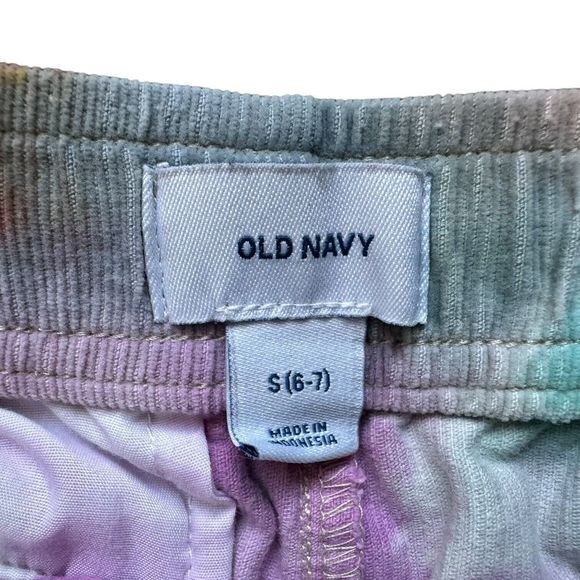 OLD NAVY
S (6-7)
MADE IN
INDONESIA